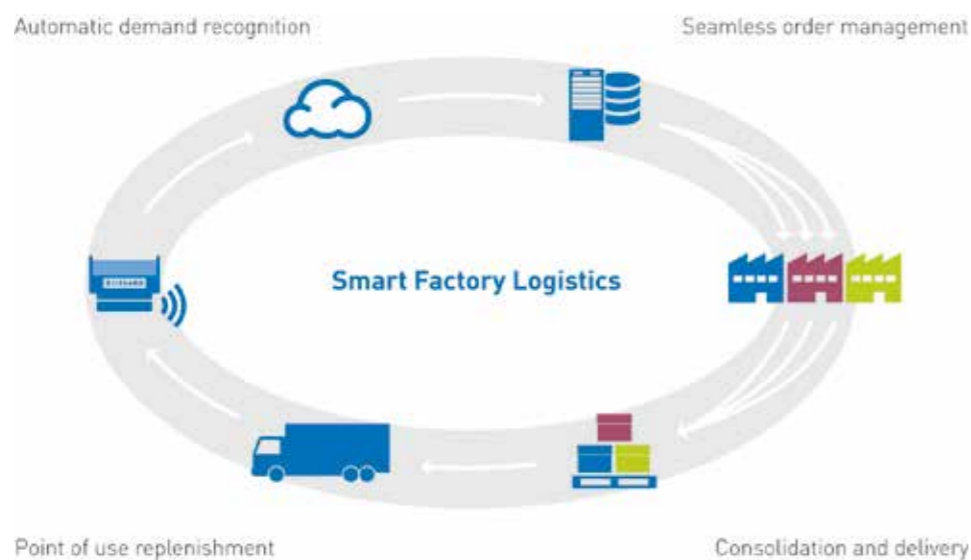 Automatic demand recognition
Seamless order management
Smart Factory Logistics
Point of use replenishment
Consolidation and delivery